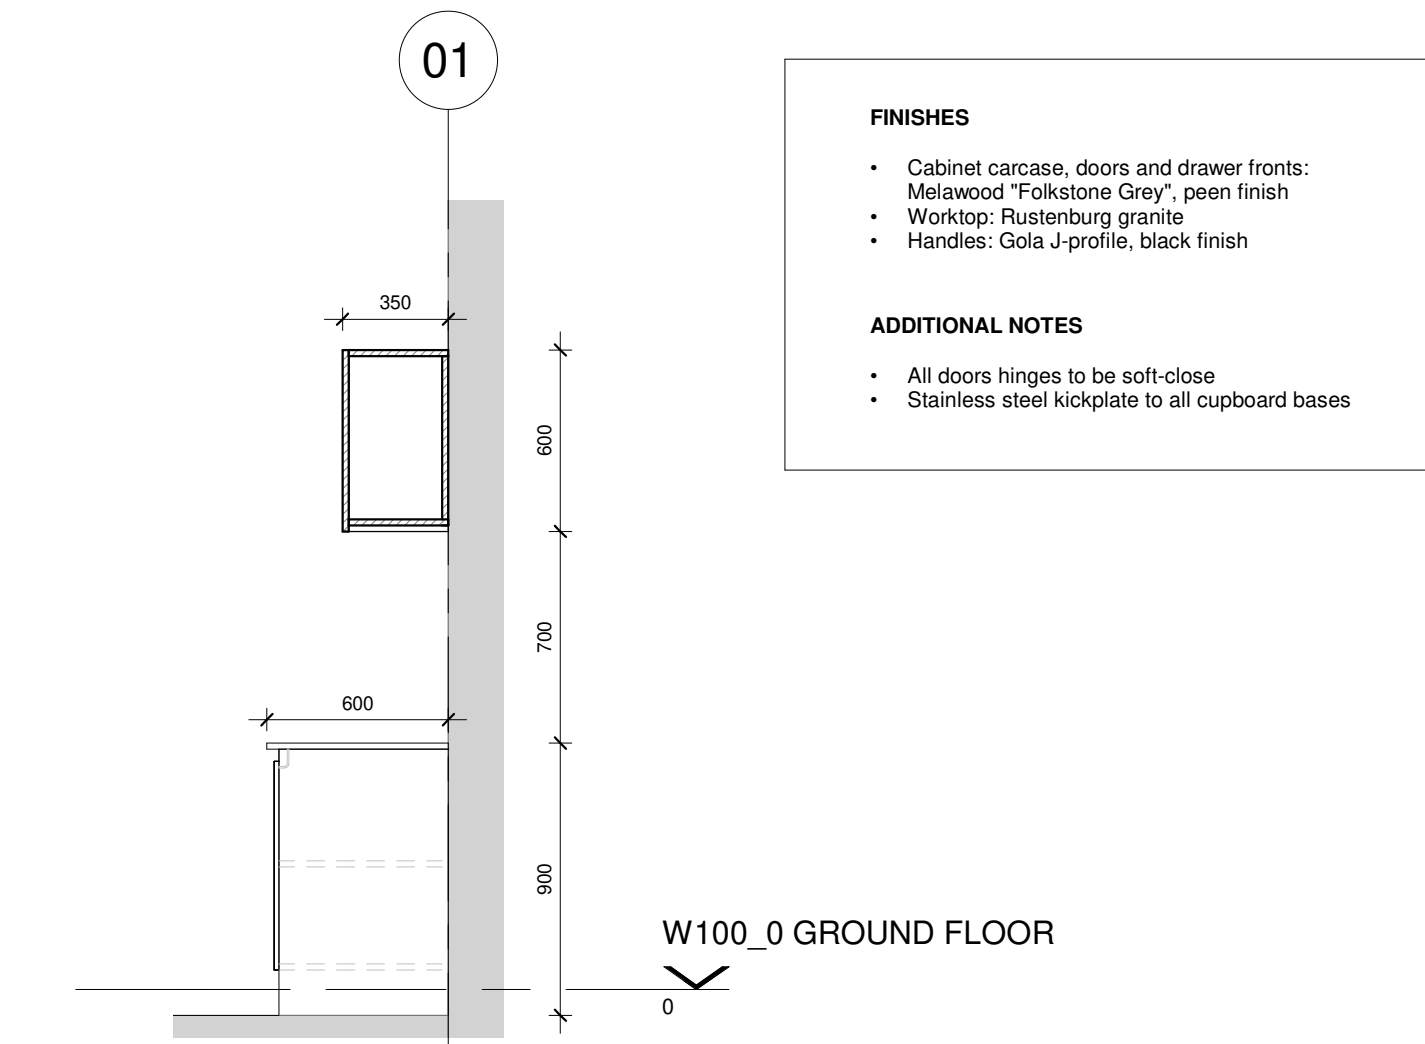 01
FINISHES
• Cabinet carcase, doors and drawer fronts:
Melawood "Folkstone Grey", peen finish
• Worktop: Rustenburg granite
• Handles: Gola J-profile, black finish
ADDITIONAL NOTES
• All doors hinges to be soft-close
• Stainless steel kickplate to all cupboard bases
350
600
700
600
900
W100_0 GROUND FLOOR
0